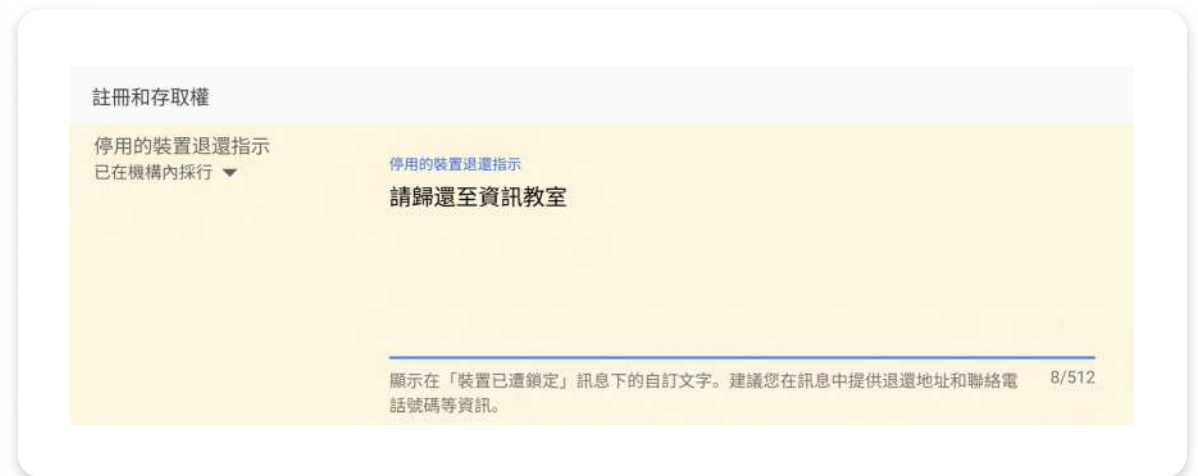 註冊和存取權
停用的裝置退還指示
已在機構內採行
停用的裝置退還指示
請歸還至資訊教室
顯示在「裝置已遭鎖定」訊息下的自訂文字。建議您在訊息中提供退還地址和聯絡電
話號碼等資訊。
8/512